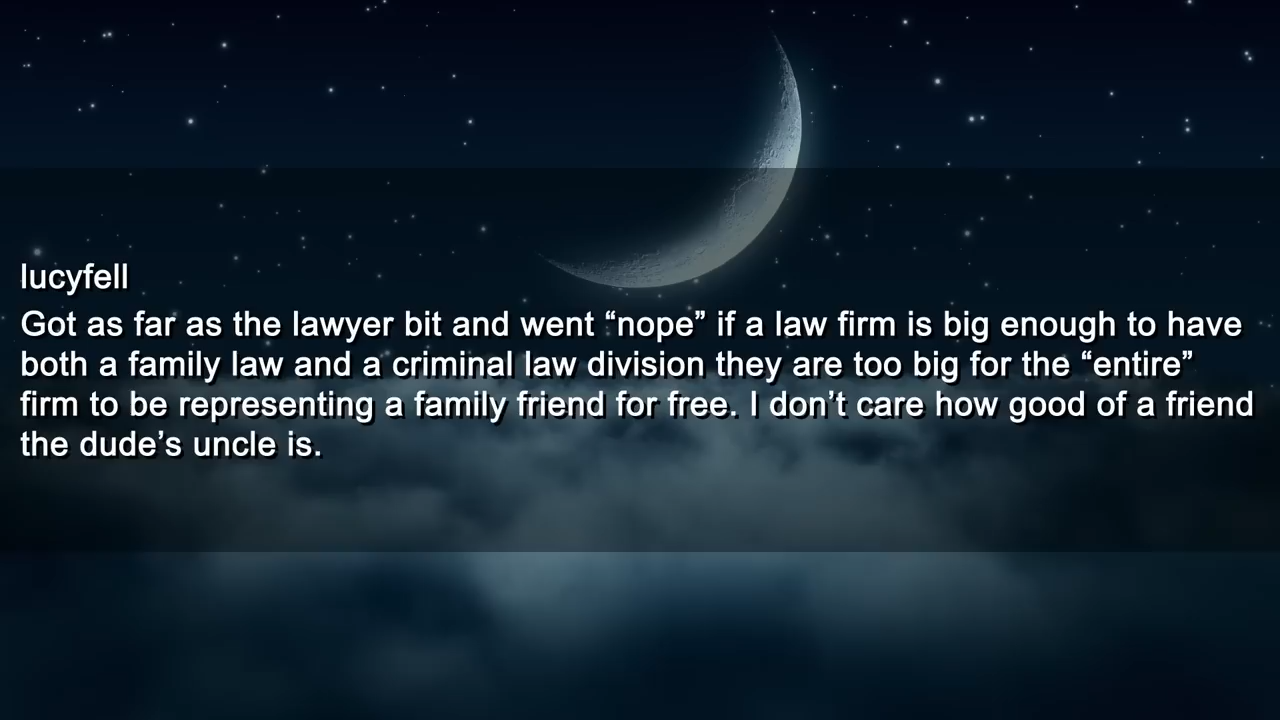 lucyfell
Got as far as the lawyer bit and went “nope” if a law firm is big enough to have
both a family law and a criminal law division they are too big for the “entire”
firm to be representing a family friend for free. I don’t care how good of a friend
the dude’s uncle is.